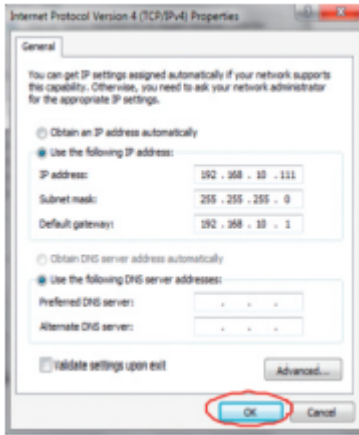 Internet Protocol Version 4 (TCP/IPv4) Properties
General
You can get IP settings assigned automatically if your network supports
this capability. Otherwise, you need to ask your network administrator
for the appropriate IP settings.
Obtain an IP address automatically
Use the following IP address:
IP address: 192 . 168 . 10 . 111
Subnet mask: 255 . 255 . 255 . 0
Default gateway: 192 . 168 . 10 . 1
Obtain DNS server address automatically
Use the following DNS server addresses:
Preferred DNS server: . . .
Alternate DNS server: . . .
Validate settings upon exit
Advanced...
OK Cancel